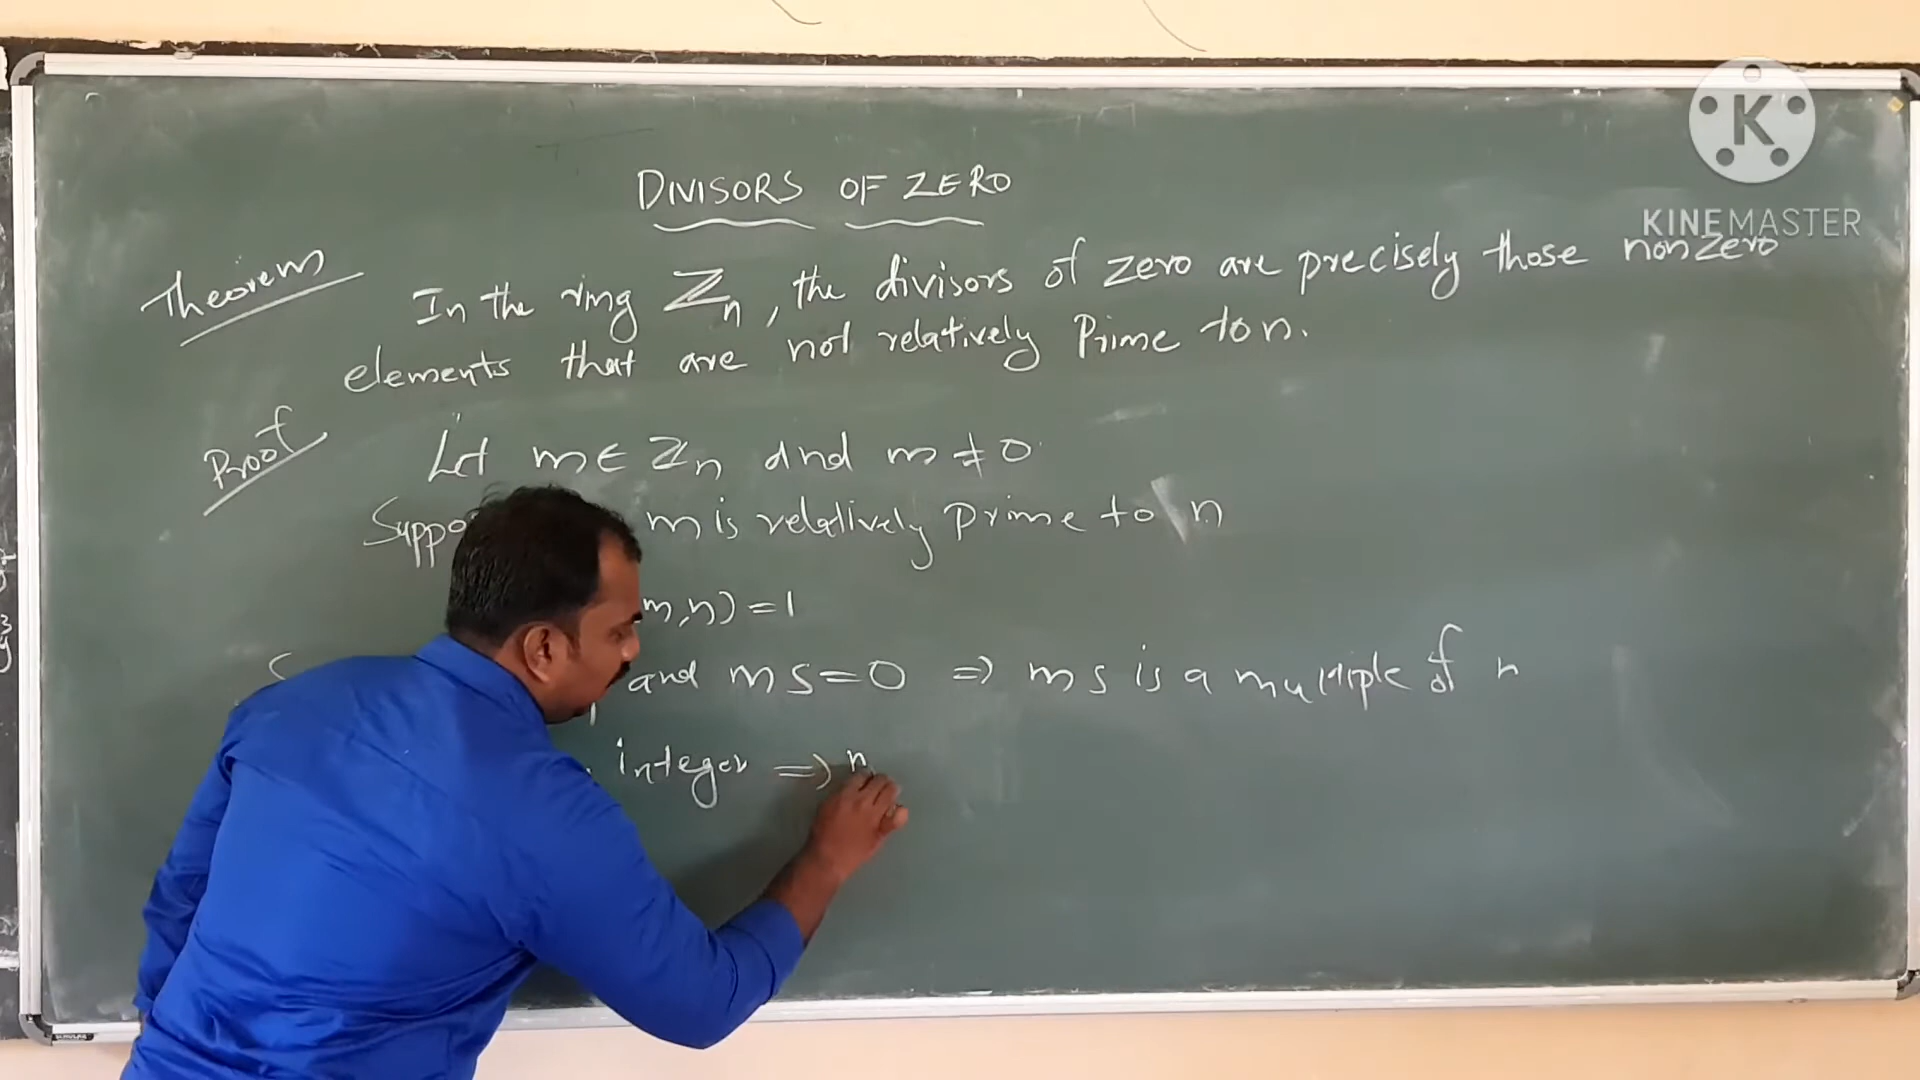 K
KINEMASTER
DIVISORS OF ZERO
Theorem
In the ring ℤn, the divisors of zero are precisely those nonzero
elements that are not relatively Prime to n.
Proof
Let m ∈ ℤn and m ≠ 0
m is relatively prime to n
m, n) = 1
and ms = 0 ⇒ ms is a multiple of n
integer ⇒ n